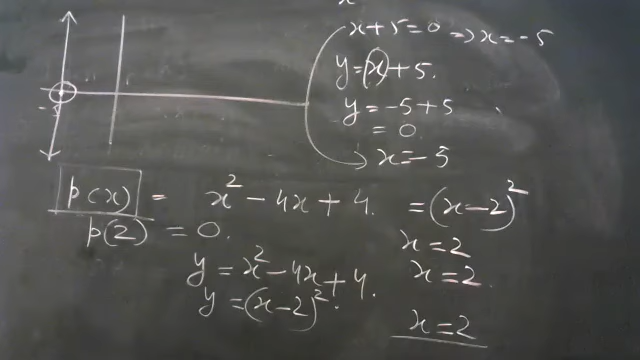 x+5=0 => x=-5
y=(x)+5.
y=-5+5
=0
x=-5
-5
p(x) = x²-4x+4. =(x-2)²
p(2) = 0.
x=2
y=x²-4x+4.
x=2.
y=(x-2)².
x=2